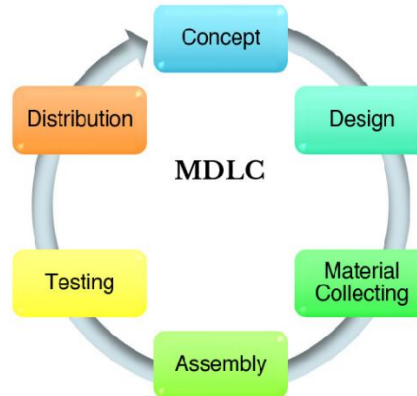 Concept
Design
Material
Collecting
Assembly
Testing
Distribution
MDLC